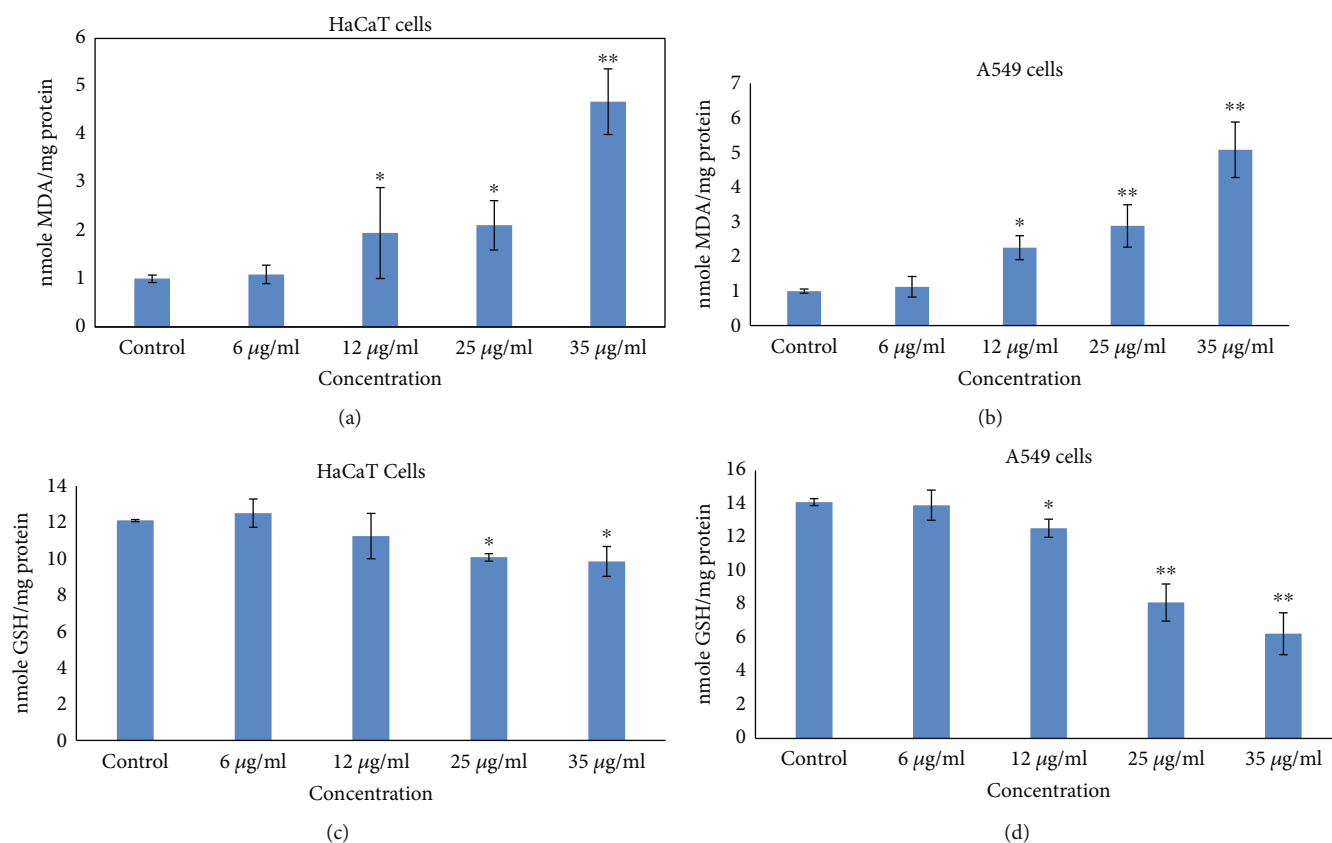 HaCaT cells
nmole MDA/mg protein
6
5
4
3
2
1
0
*
*
**
Control 6 μg/ml 12 μg/ml 25 μg/ml 35 μg/ml
Concentration
(a)
A549 cells
nmole MDA/mg protein
7
6
5
4
3
2
1
0
*
**
**
Control 6 μg/ml 12 μg/ml 25 μg/ml 35 μg/ml
Concentration
(b)
HaCaT Cells
nmole GSH/mg protein
14
12
10
8
6
4
2
0
*
*
Control 6 μg/ml 12 μg/ml 25 μg/ml 35 μg/ml
Concentration
(c)
A549 cells
nmole GSH/mg protein
16
14
12
10
8
6
4
2
0
*
**
**
Control 6 μg/ml 12 μg/ml 25 μg/ml 35 μg/ml
Concentration
(d)